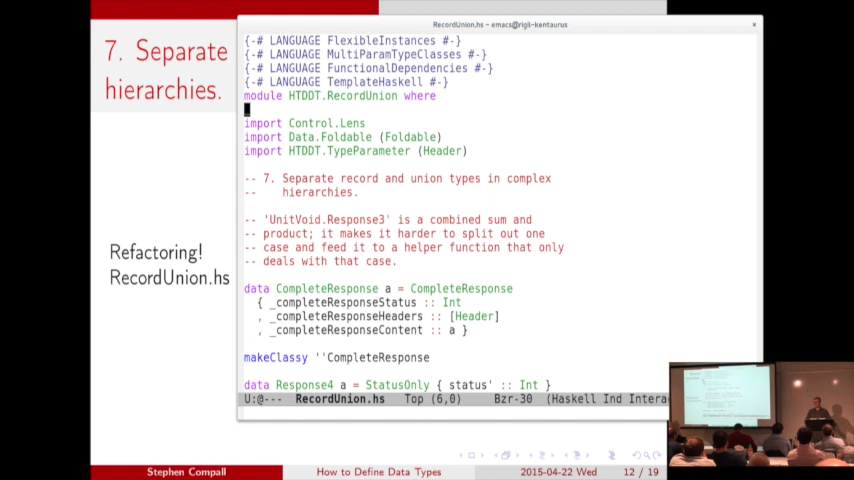 7. Separate
hierarchies.
Refactoring!
RecordUnion.hs
RecordUnion.hs - emacs@rigil-kentaurus
{-# LANGUAGE FlexibleInstances #-}
{-# LANGUAGE MultiParamTypeClasses #-}
{-# LANGUAGE FunctionalDependencies #-}
{-# LANGUAGE TemplateHaskell #-}
module HTDDT.RecordUnion where
import Control.Lens
import Data.Foldable (Foldable)
import HTDDT.TypeParameter (Header)
-- 7. Separate record and union types in complex
-- hierarchies.
-- 'UnitVoid.Response3' is a combined sum and
-- product; it makes it harder to split out one
-- case and feed it to a helper function that only
-- deals with that case.
data CompleteResponse a = CompleteResponse
{ _completeResponseStatus :: Int
, _completeResponseHeaders :: [Header]
, _completeResponseContent :: a }
makeClassy ''CompleteResponse
data Response4 a = StatusOnly { status' :: Int }
U:@--- RecordUnion.hs Top (6,0) Bzr-30 (Haskell Ind Intera
Stephen Compall How to Define Data Types 2015-04-22 Wed 12 / 19